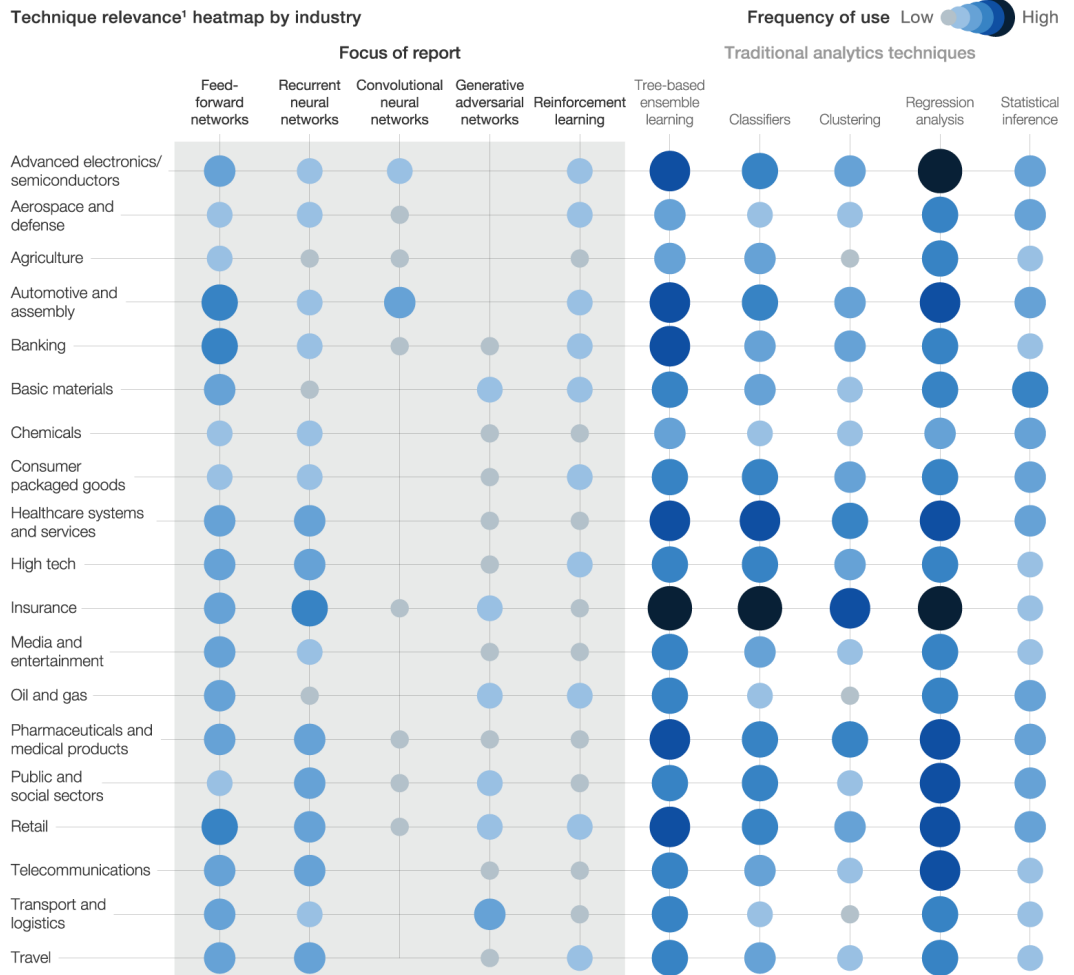 Technique relevance¹ heatmap by industry
Frequency of use Low High
Focus of report
Traditional analytics techniques
Feed-
forward
networks
Recurrent
neural
networks
Convolutional
neural
networks
Generative
adversarial
networks
Reinforcement
learning
Tree-based
ensemble
learning
Classifiers
Clustering
Regression
analysis
Statistical
inference
Advanced electronics/
semiconductors
Aerospace and
defense
Agriculture
Automotive and
assembly
Banking
Basic materials
Chemicals
Consumer
packaged goods
Healthcare systems
and services
High tech
Insurance
Media and
entertainment
Oil and gas
Pharmaceuticals and
medical products
Public and
social sectors
Retail
Telecommunications
Transport and
logistics
Travel